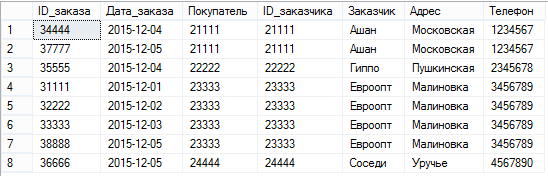 ID_заказа Дата_заказа Покупатель ID_заказчика Заказчик Адрес Телефон
1 34444 2015-12-04 21111 21111 Ашан Московская 1234567
2 37777 2015-12-05 21111 21111 Ашан Московская 1234567
3 35555 2015-12-04 22222 22222 Гиппо Пушкинская 2345678
4 31111 2015-12-01 23333 23333 Евроопт Малиновка 3456789
5 32222 2015-12-02 23333 23333 Евроопт Малиновка 3456789
6 33333 2015-12-03 23333 23333 Евроопт Малиновка 3456789
7 38888 2015-12-05 23333 23333 Евроопт Малиновка 3456789
8 36666 2015-12-05 24444 24444 Соседи Уручье 4567890